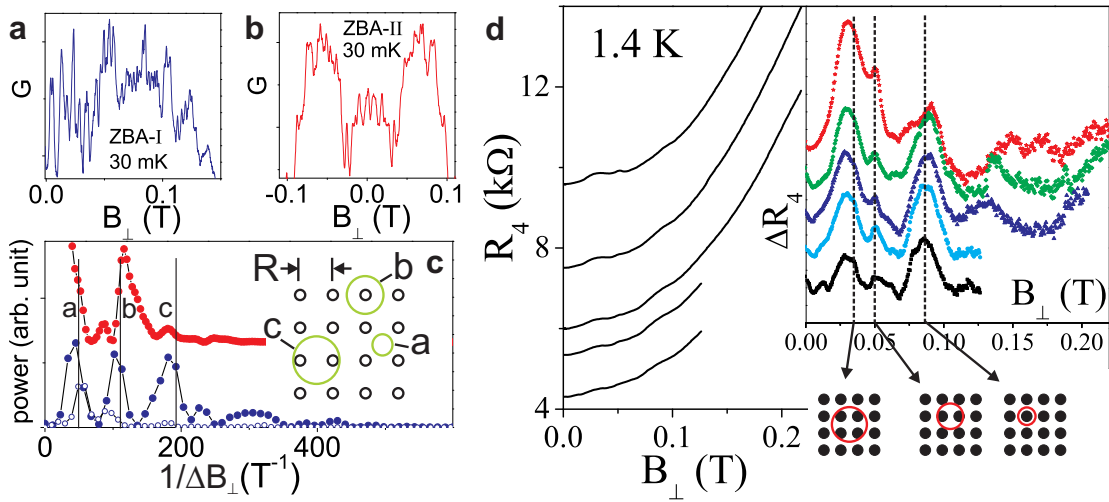 a
G
ZBA-I
30 mK
0.0
0.1
B⊥ (T)
b
G
ZBA-II
30 mK
-0.1
0.0
0.1
B⊥ (T)
c
power (arb. unit)
a
b
c
R
b
c
a
0
200
400
1/ΔB⊥(T⁻¹)
d
1.4 K
R₄ (kΩ)
12
8
4
0.0
0.1
0.2
B⊥ (T)
ΔR₄
B⊥ (T)
0.00
0.05
0.10
0.15
0.20